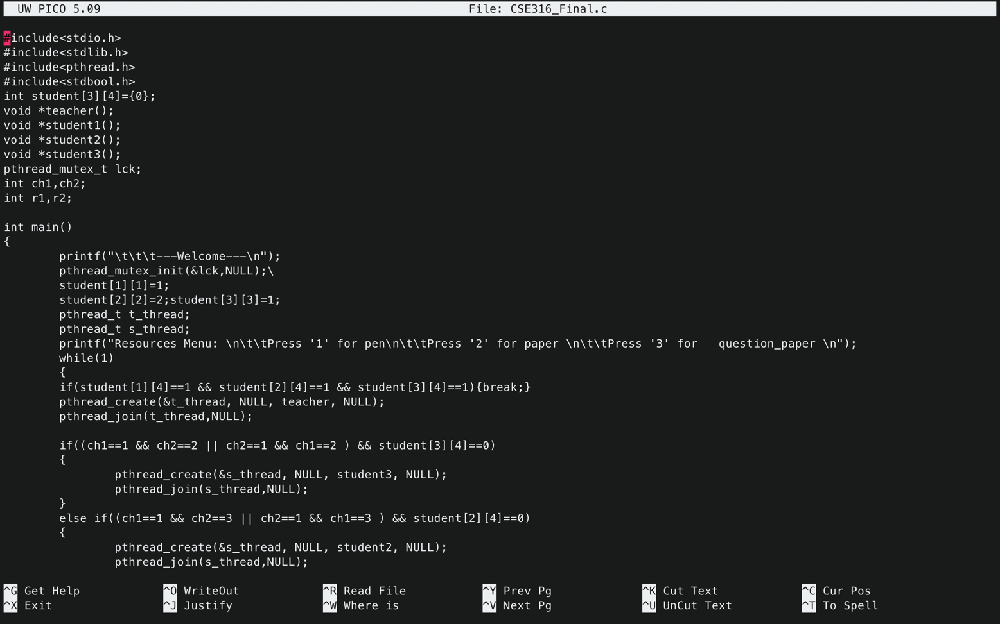 UW PICO 5.09 File: CSE316_Final.c
#include<stdio.h>
#include<stdlib.h>
#include<pthread.h>
#include<stdbool.h>
int student[3][4]={0};
void *teacher();
void *student1();
void *student2();
void *student3();
pthread_mutex_t lck;
int ch1,ch2;
int r1,r2;
int main()
{
printf("\t\t\t---Welcome---\n");
pthread_mutex_init(&lck,NULL);\
student[1][1]=1;
student[2][2]=2;student[3][3]=1;
pthread_t t_thread;
pthread_t s_thread;
printf("Resources Menu: \n\t\tPress '1' for pen\n\t\tPress '2' for paper \n\t\tPress '3' for   question_paper \n");
while(1)
{
if(student[1][4]==1 && student[2][4]==1 && student[3][4]==1){break;}
pthread_create(&t_thread, NULL, teacher, NULL);
pthread_join(t_thread,NULL);
if((ch1==1 && ch2==2 || ch2==1 && ch1==2 ) && student[3][4]==0)
{
pthread_create(&s_thread, NULL, student3, NULL);
pthread_join(s_thread,NULL);
}
else if((ch1==1 && ch2==3 || ch2==1 && ch1==3 ) && student[2][4]==0)
{
pthread_create(&s_thread, NULL, student2, NULL);
pthread_join(s_thread,NULL);
^G Get Help ^O WriteOut ^R Read File ^Y Prev Pg ^K Cut Text ^C Cur Pos
^X Exit ^J Justify ^W Where is ^V Next Pg ^U UnCut Text ^T To Spell